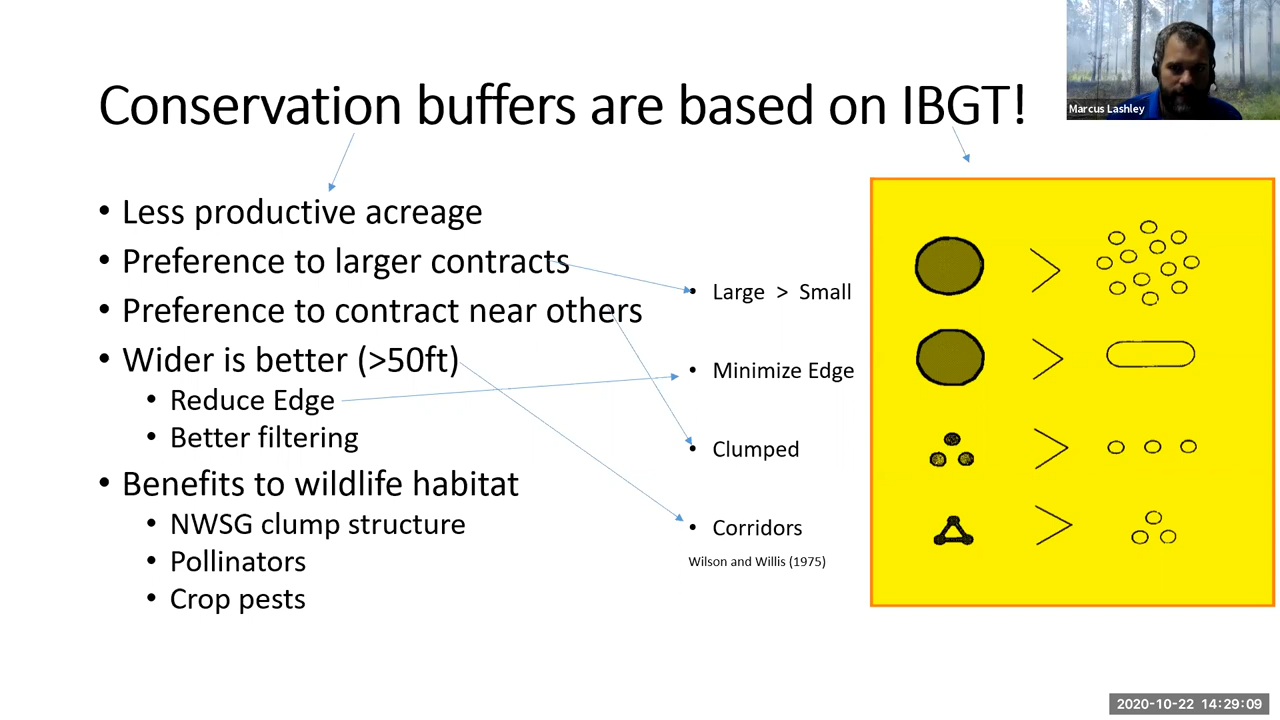 Conservation buffers are based on IBGT!
Marcus Lashley
• Less productive acreage
• Preference to larger contracts
• Preference to contract near others
• Wider is better (>50ft)
• Reduce Edge
• Better filtering
• Benefits to wildlife habitat
• NWSG clump structure
• Pollinators
• Crop pests
• Large > Small
• Minimize Edge
• Clumped
• Corridors
Wilson and Willis (1975)
>
>
>
>
2020-10-22 14:29:09